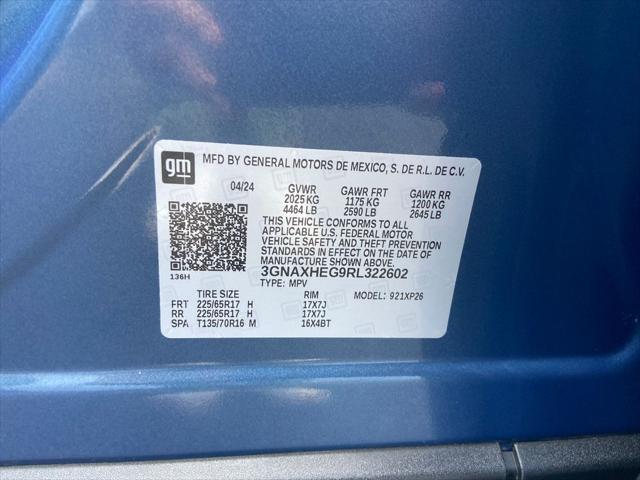 gm
MFD BY GENERAL MOTORS DE MEXICO, S. DE R.L. DE C.V.
04/24 GVWR GAWR FRT GAWR RR
2025 KG 1175 KG 1200 KG
4464 LB 2590 LB 2645 LB
THIS VEHICLE CONFORMS TO ALL
APPLICABLE U.S. FEDERAL MOTOR
VEHICLE SAFETY AND THEFT PREVENTION
STANDARDS IN EFFECT ON THE DATE OF
MANUFACTURE SHOWN ABOVE.
3GNAXHEG9RL322602
136H TYPE: MPV
TIRE SIZE RIM MODEL: 921XP26
FRT 225/65R17 H 17X7J
RR 225/65R17 H 17X7J
SPA T135/70R16 M 16X4BT